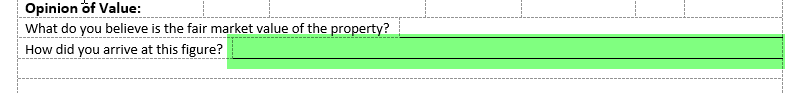 Opinion of Value:
What do you believe is the fair market value of the property?
How did you arrive at this figure?